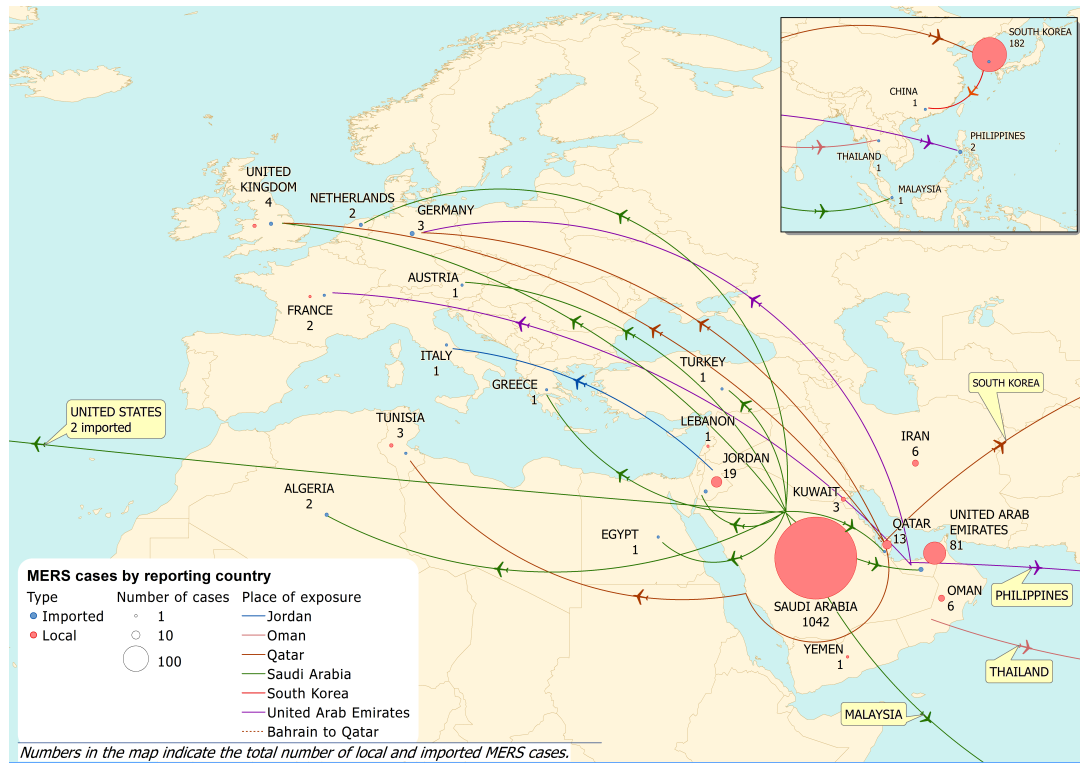 SOUTH KOREA
182
CHINA
1
PHILIPPINES
2
THAILAND
1
MALAYSIA
1
UNITED
KINGDOM
4
NETHERLANDS
2
GERMANY
3
AUSTRIA
1
FRANCE
2
ITALY
1
GREECE
1
TURKEY
1
SOUTH KOREA
UNITED STATES
2 imported
TUNISIA
3
LEBANON
1
IRAN
6
JORDAN
19
ALGERIA
2
KUWAIT
3
QATAR
13
UNITED ARAB
EMIRATES
81
EGYPT
1
PHILIPPINES
OMAN
6
SAUDI ARABIA
1042
YEMEN
1
THAILAND
MALAYSIA
MERS cases by reporting country
Type
Imported
Local
Number of cases
1
10
100
Place of exposure
Jordan
Oman
Qatar
Saudi Arabia
South Korea
United Arab Emirates
Bahrain to Qatar
Numbers in the map indicate the total number of local and imported MERS cases.